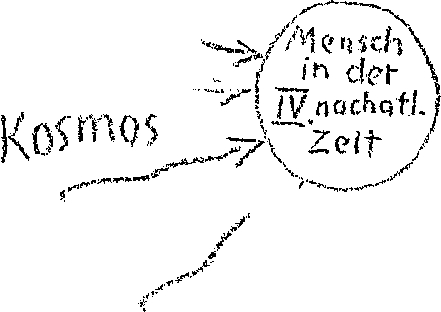 Mensch
in der
IV. nachatl.
Zeit
Kosmos